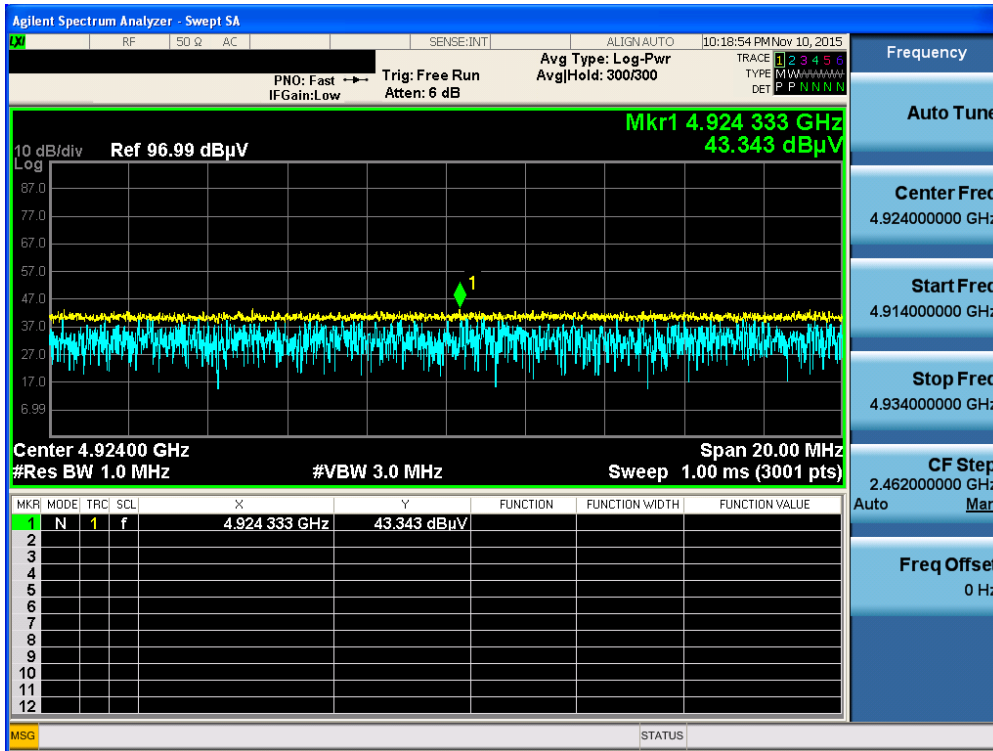 Agilent Spectrum Analyzer - Swept SA
LXI RF 50 Ω AC SENSE:INT ALIGN AUTO 10:18:54 PM Nov 10, 2015
Frequency
Avg Type: Log-Pwr TRACE 1 2 3 4 5 6
PNO: Fast Trig: Free Run Avg|Hold: 300/300 TYPE M W
IFGain:Low Atten: 6 dB DET P P N N N N
Auto Tune
Mkr1 4.924 333 GHz
10 dB/div Ref 96.99 dBμV 43.343 dBμV
Log
87.0
77.0
67.0
57.0
47.0
37.0
27.0
17.0
6.99
1
Center Freq
4.924000000 GHz
Start Freq
4.914000000 GHz
Stop Freq
4.934000000 GHz
Center 4.92400 GHz Span 20.00 MHz
#Res BW 1.0 MHz #VBW 3.0 MHz Sweep 1.00 ms (3001 pts)
CF Step
2.462000000 GHz
Auto Man
MKR MODE TRC SCL X Y FUNCTION FUNCTION WIDTH FUNCTION VALUE
1 N 1 f 4.924 333 GHz 43.343 dBμV
2
3
4
5
6
7
8
9
10
11
12
Freq Offset
0 Hz
MSG STATUS